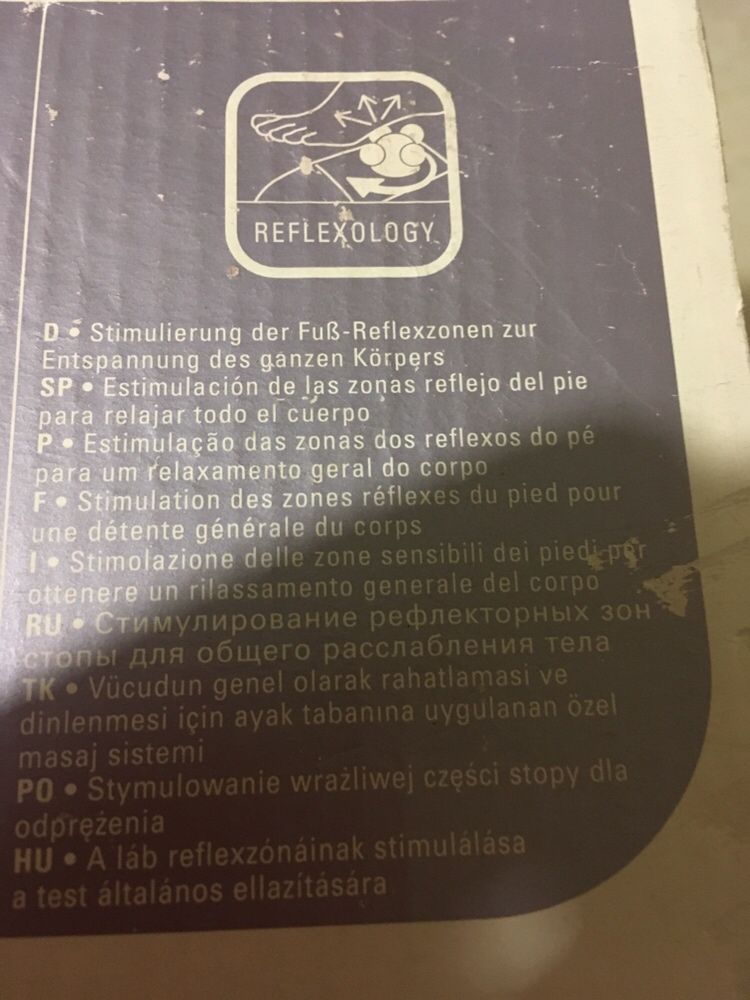 REFLEXOLOGY
D • Stimulierung der Fuß-Reflexzonen zur
Entspannung des ganzen Körpers
SP • Estimulación de las zonas reflejo del pie
para relajar todo el cuerpo
P • Estimulação das zonas dos reflexos do pé
para um relaxamento geral do corpo
F • Stimulation des zones réflexes du pied pour
une détente générale du corps
I • Stimolazione delle zone sensibili dei piedi per
ottenere un rilassamento generale del corpo
RU • Стимулирование рефлекторных зон
стопы для общего расслабления тела
TK • Vücudun genel olarak rahatlamasi ve
dinlenmesi için ayak tabanına uygulanan özel
masaj sistemi
PO • Stymulowanie wrażliwej części stopy dla
odprężenia
HU • A láb reflexzónáinak stimulálása
a test általános ellazítására